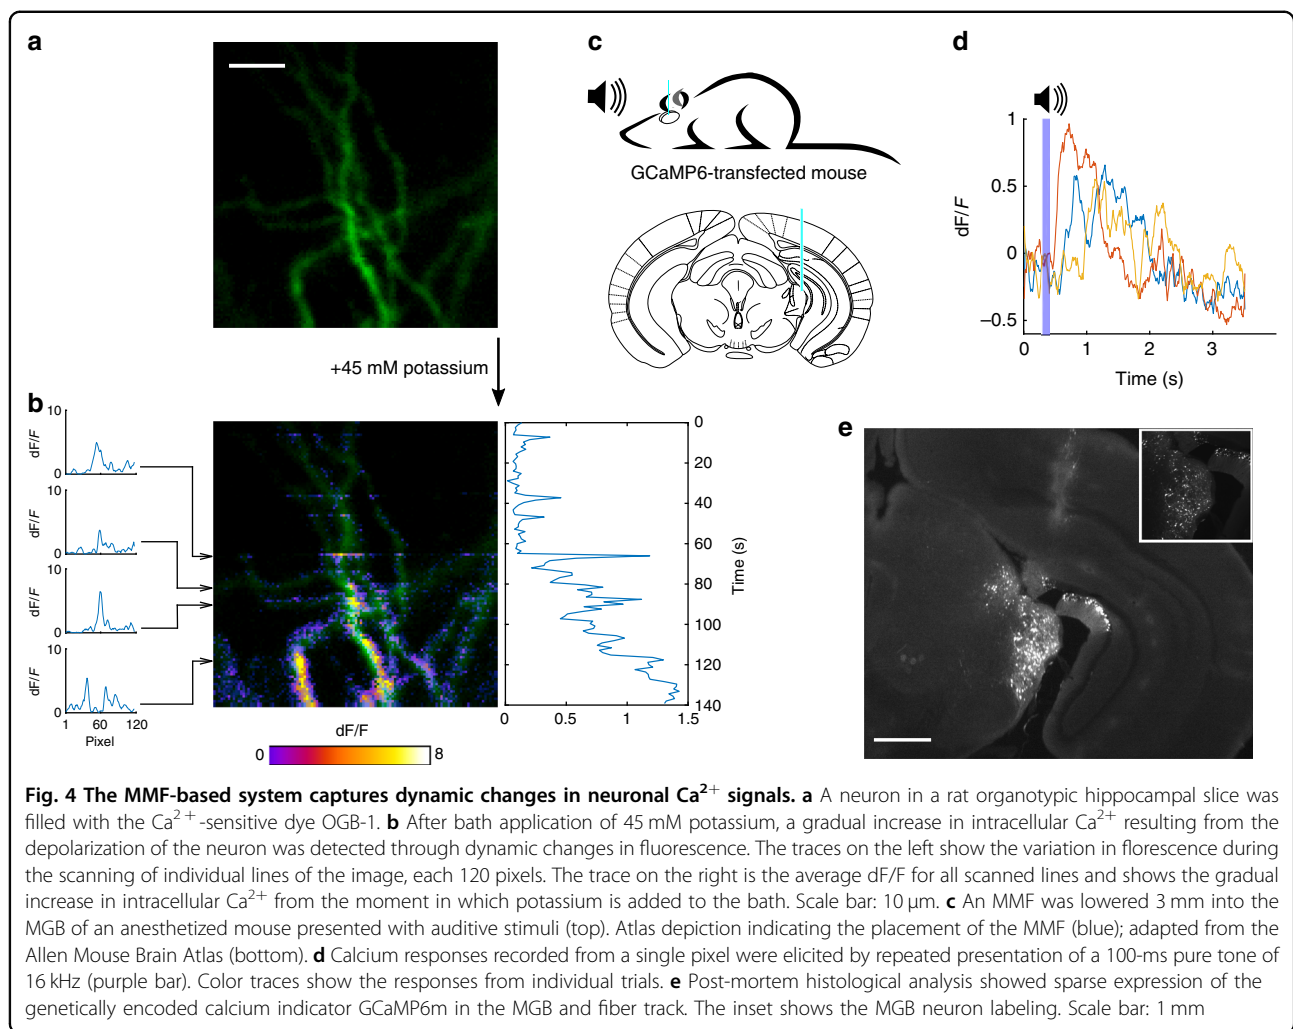 a
c
d
GCaMP6-transfected mouse
1
0.5
0
–0.5
dF/F
0
1
2
3
Time (s)
+45 mM potassium
b
10
dF/F
0
10
dF/F
0
10
dF/F
0
10
dF/F
0
1
60
120
Pixel
0
20
40
60
80
100
120
140
Time (s)
0
0.5
1
1.5
dF/F
0
8
e
Fig. 4 The MMF-based system captures dynamic changes in neuronal Ca2+ signals. a A neuron in a rat organotypic hippocampal slice was
filled with the Ca2+-sensitive dye OGB-1. b After bath application of 45 mM potassium, a gradual increase in intracellular Ca2+ resulting from the
depolarization of the neuron was detected through dynamic changes in fluorescence. The traces on the left show the variation in florescence during
the scanning of individual lines of the image, each 120 pixels. The trace on the right is the average dF/F for all scanned lines and shows the gradual
increase in intracellular Ca2+ from the moment in which potassium is added to the bath. Scale bar: 10 µm. c An MMF was lowered 3 mm into the
MGB of an anesthetized mouse presented with auditive stimuli (top). Atlas depiction indicating the placement of the MMF (blue); adapted from the
Allen Mouse Brain Atlas (bottom). d Calcium responses recorded from a single pixel were elicited by repeated presentation of a 100-ms pure tone of
16 kHz (purple bar). Color traces show the responses from individual trials. e Post-mortem histological analysis showed sparse expression of the
genetically encoded calcium indicator GCaMP6m in the MGB and fiber track. The inset shows the MGB neuron labeling. Scale bar: 1 mm